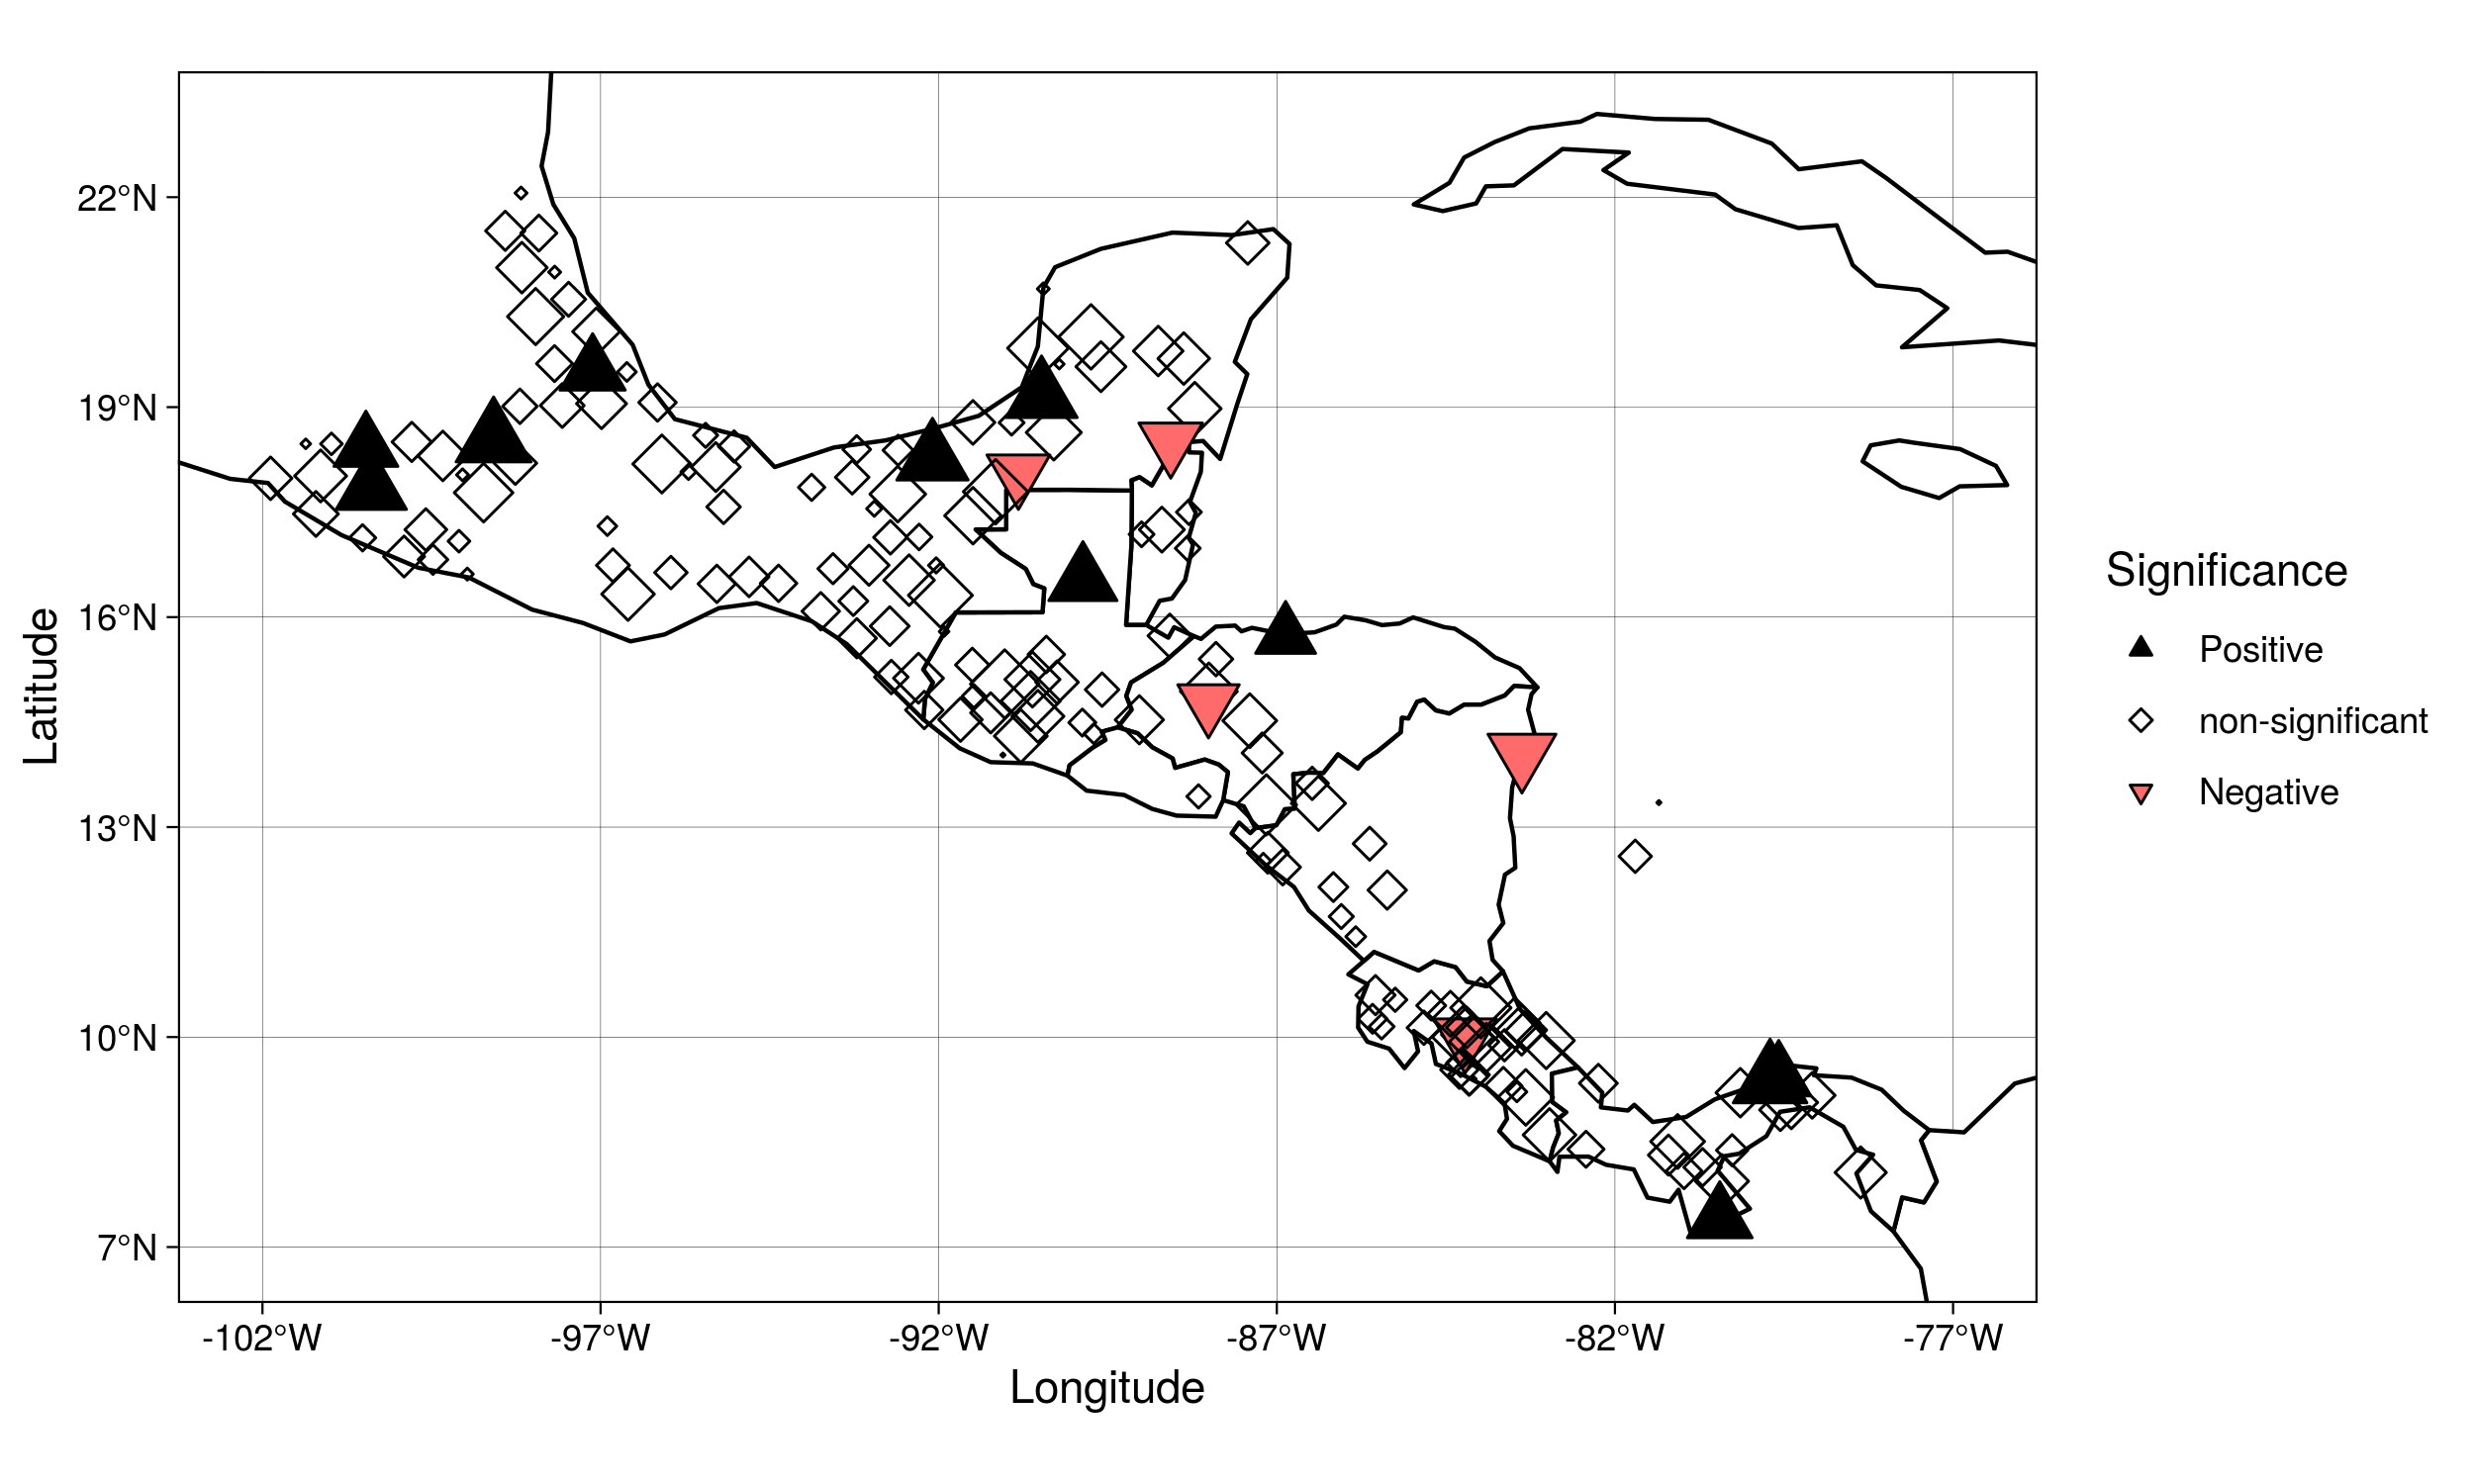 22°N
19°N
16°N
13°N
10°N
7°N
Latitude
-102°W
-97°W
-92°W
-87°W
-82°W
-77°W
Longitude
Significance
Positive
non-significant
Negative